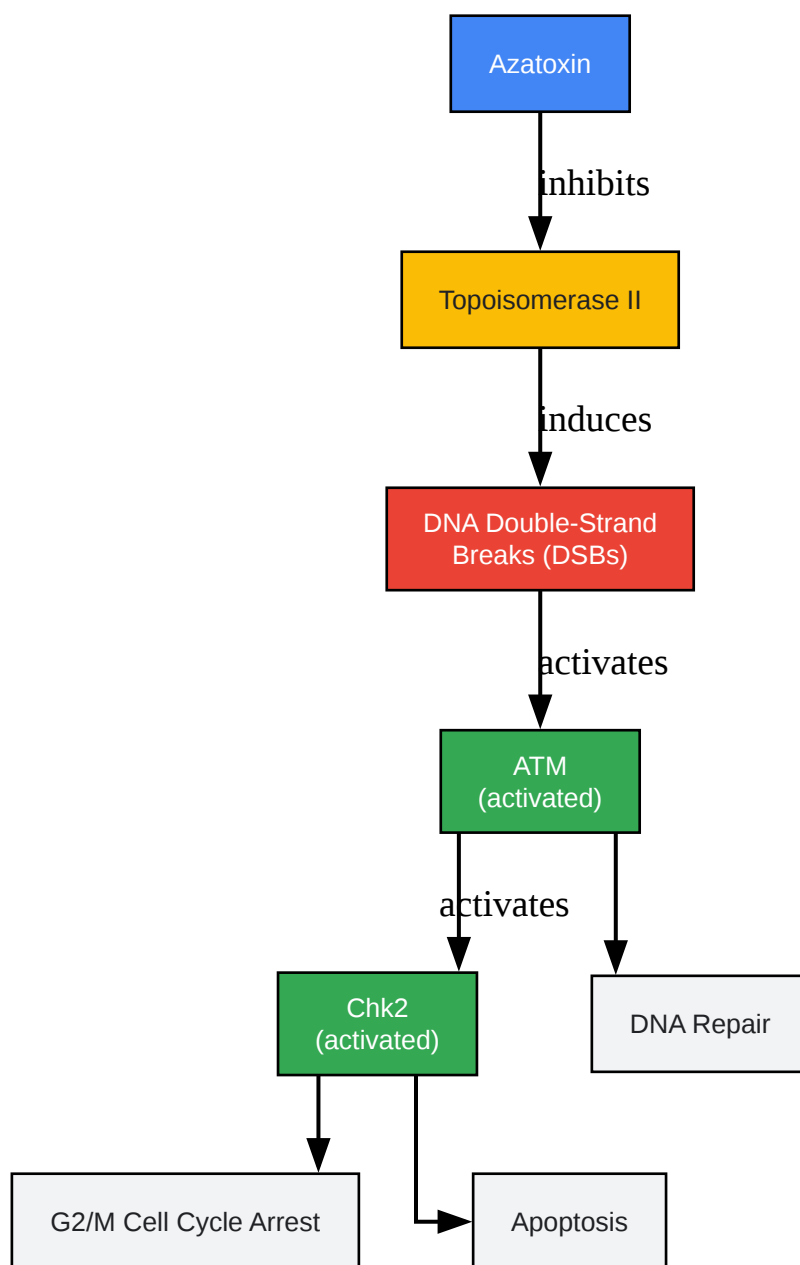 Azatoxin
inhibits
Topoisomerase II
induces
DNA Double-Strand
Breaks (DSBs)
activates
ATM
(activated)
activates
Chk2
(activated)
DNA Repair
G2/M Cell Cycle Arrest
Apoptosis